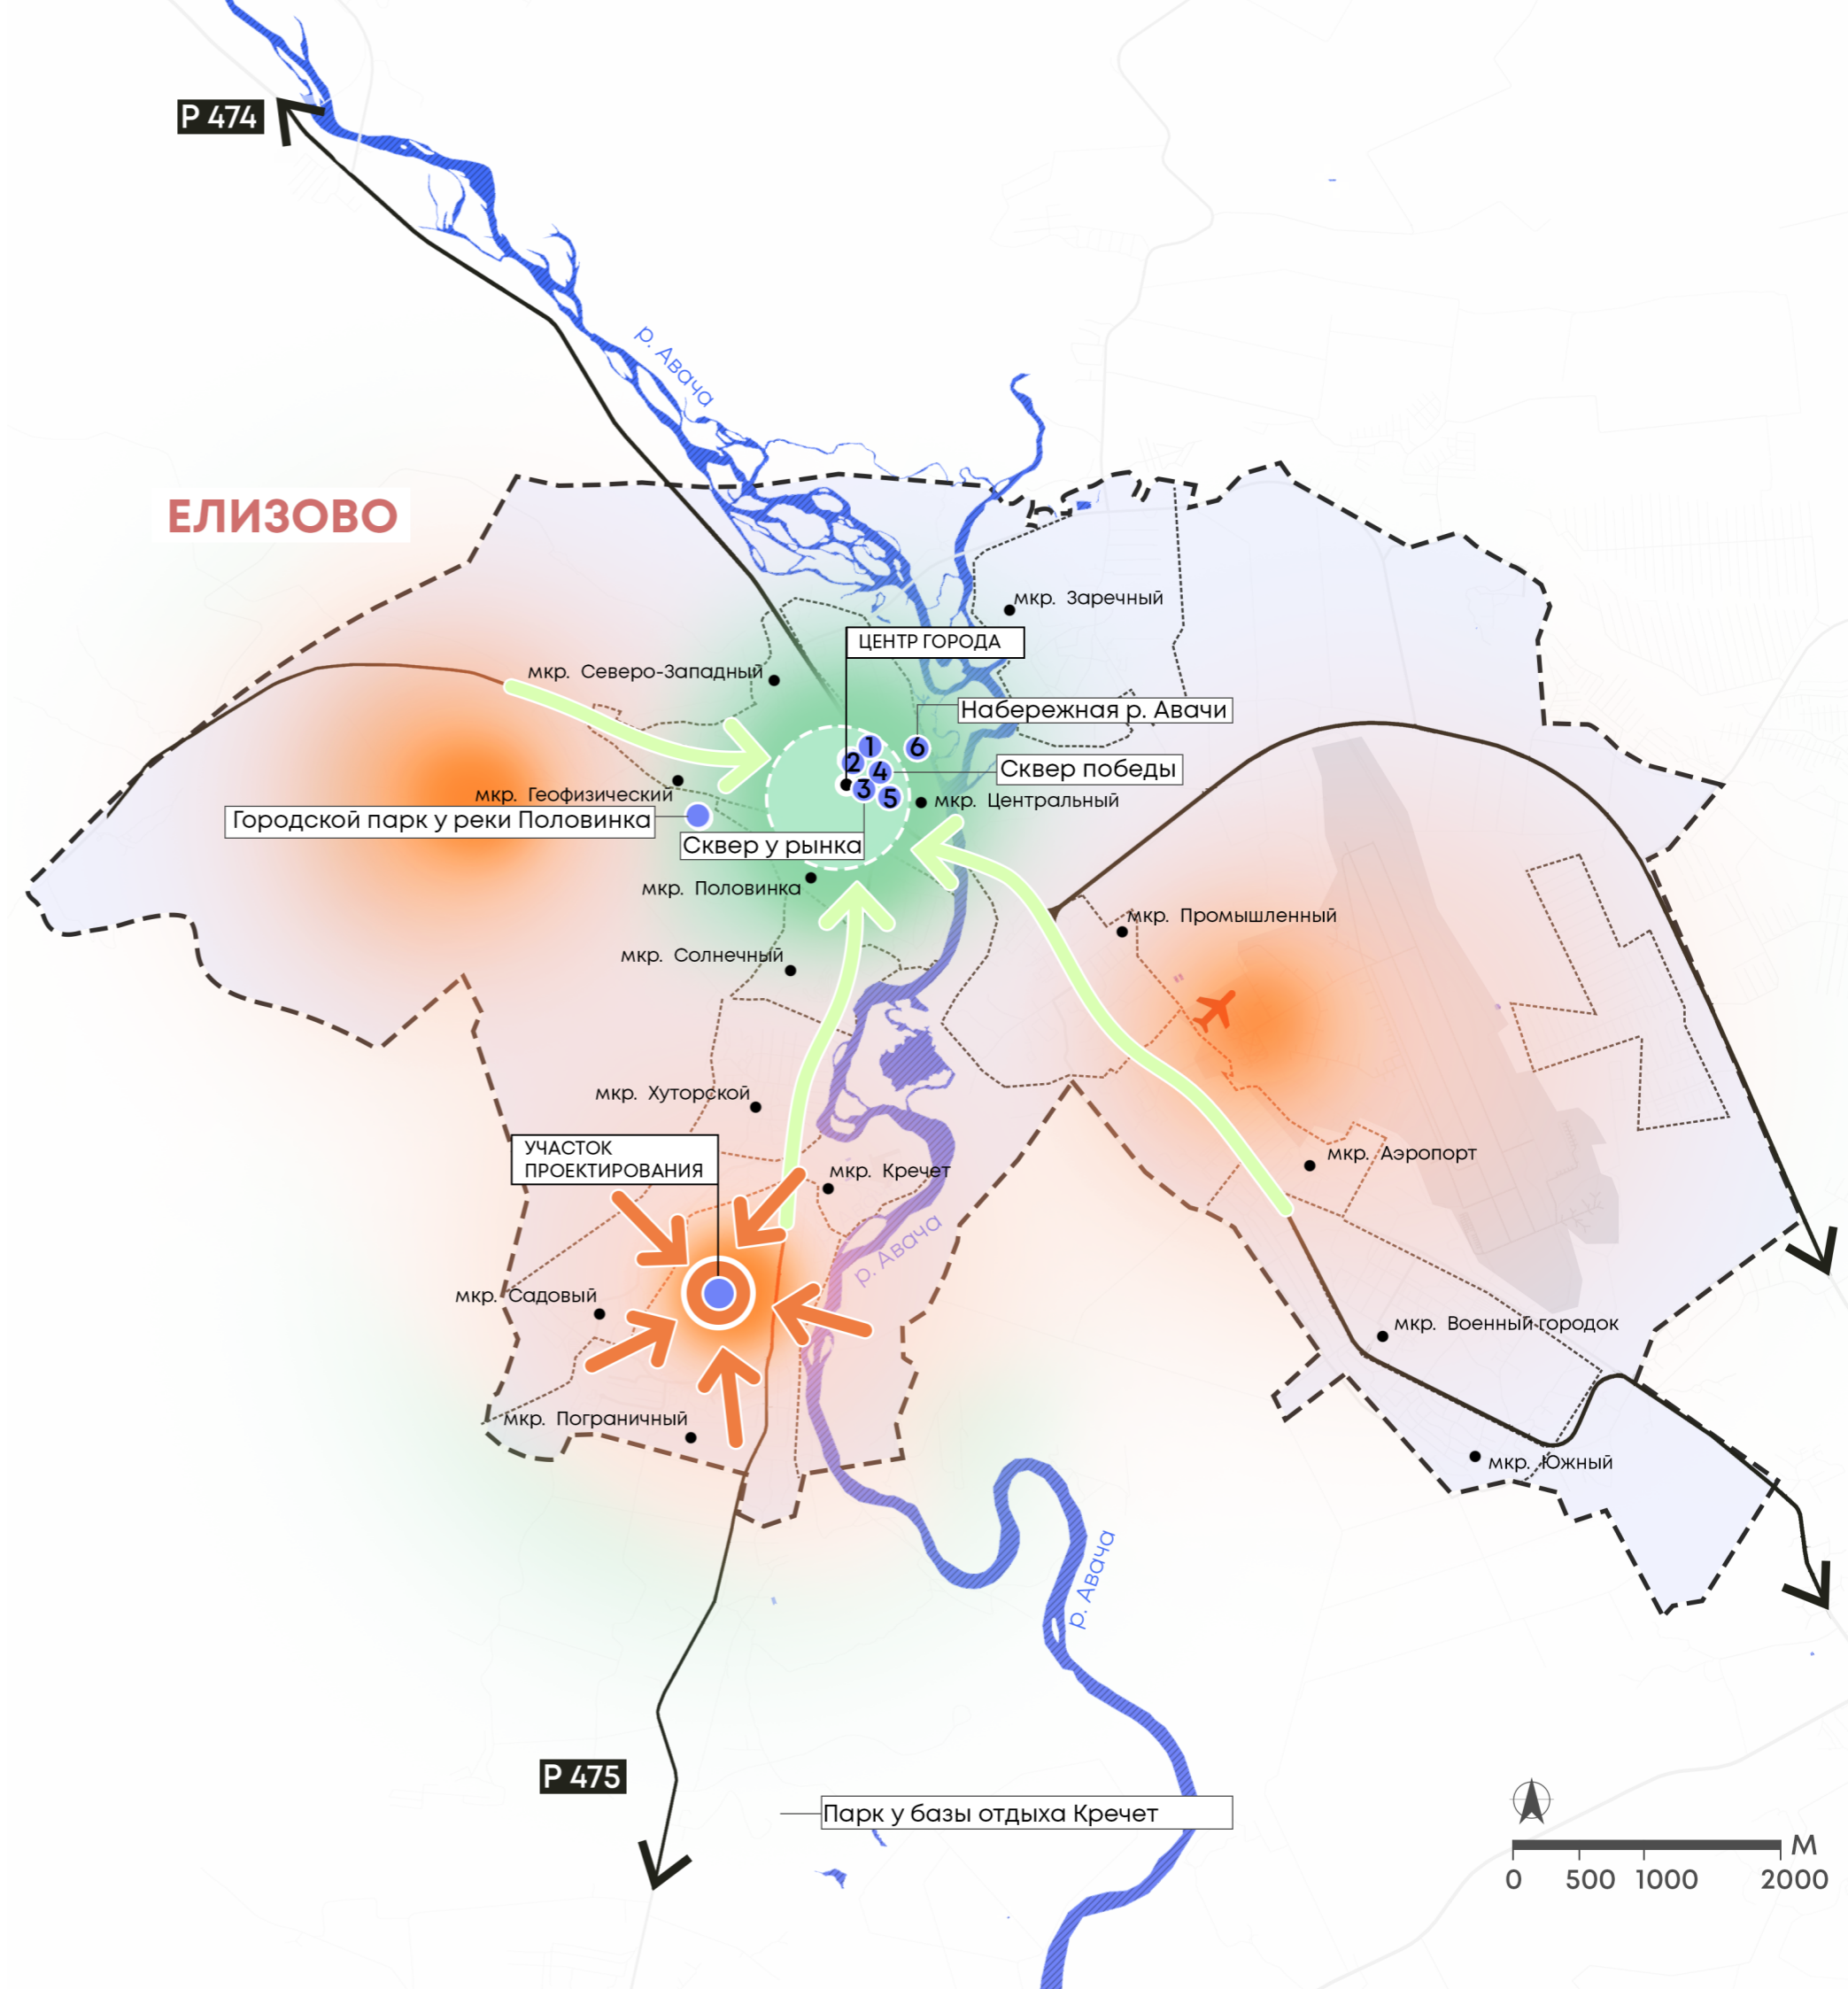 Р 474
р. Авача
ЕЛИЗОВО
мкр. Заречный
ЦЕНТР ГОРОДА
мкр. Северо-Западный
Набережная р. Авачи
1
6
2
4
Сквер победы
3
5
мкр. Геофизический
мкр. Центральный
Городской парк у реки Половинка
Сквер у рынка
мкр. Половинка
мкр. Промышленный
мкр. Солнечный
мкр. Хуторской
УЧАСТОК
ПРОЕКТИРОВАНИЯ
мкр. Аэропорт
мкр. Кречет
р. Авача
мкр. Садовый
мкр. Военный городок
мкр. Пограничный
мкр. Южный
р. Авача
Р 475
Парк у базы отдыха Кречет
М
0 500 1000 2000